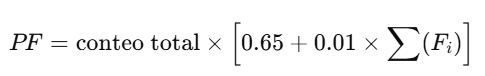 PF = conteo total × [0.65 + 0.01 × ∑(Fᵢ)]